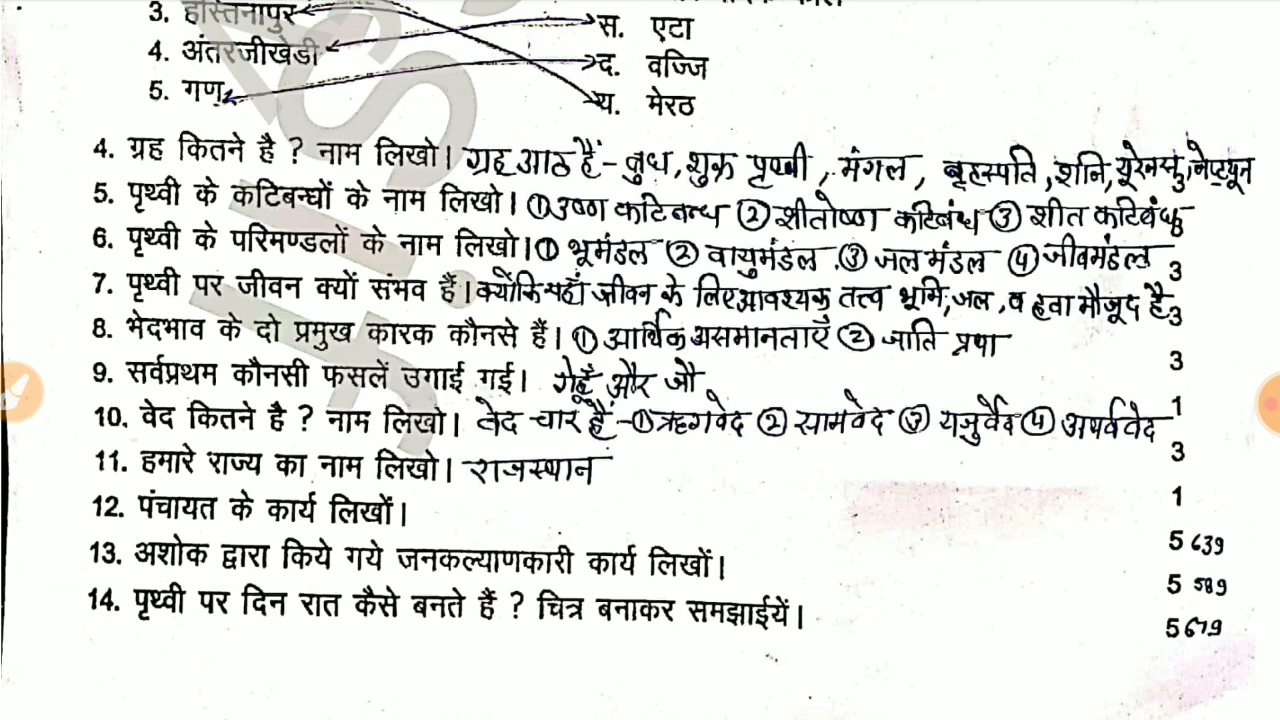 3. हस्तिनापुर
स. एटा
4. अंतरजीखेडी
द. वज्जि
5. गण
य. मेरठ
4. ग्रह कितने है ? नाम लिखो। ग्रह आठ हैं - बुध, शुक्र पृथ्वी, मंगल, बृहस्पति, शनि, यूरेनस, नेप्ट्यून
5. पृथ्वी के कटिबन्धों के नाम लिखो। ① उष्ण कटिबन्ध ② शीतोष्ण कटिबंध ③ शीत कटिबंध
6. पृथ्वी के परिमण्डलों के नाम लिखो। ① भूमंडल ② वायुमंडल ③ जलमंडल ④ जीवमंडल 3
7. पृथ्वी पर जीवन क्यों संभव हैं। क्योंकि यहाँ जीवन के लिए आवश्यक तत्व भूमि, जल, व हवा मौजूद है 3
8. भेदभाव के दो प्रमुख कारक कौनसे हैं। ① आर्थिक असमानताएँ ② जाति प्रथा 3
9. सर्वप्रथम कौनसी फसलें उगाई गई। गेहूँ और जौ 1
10. वेद कितने है ? नाम लिखो। वेद चार हैं - ① ऋगवेद ② सामवेद ③ यजुर्वेद ④ अथर्ववेद 3
11. हमारे राज्य का नाम लिखो। राजस्थान 1
12. पंचायत के कार्य लिखों। 5 639
13. अशोक द्वारा किये गये जनकल्याणकारी कार्य लिखों। 5 589
14. पृथ्वी पर दिन रात कैसे बनते हैं ? चित्र बनाकर समझाईयें। 5 679